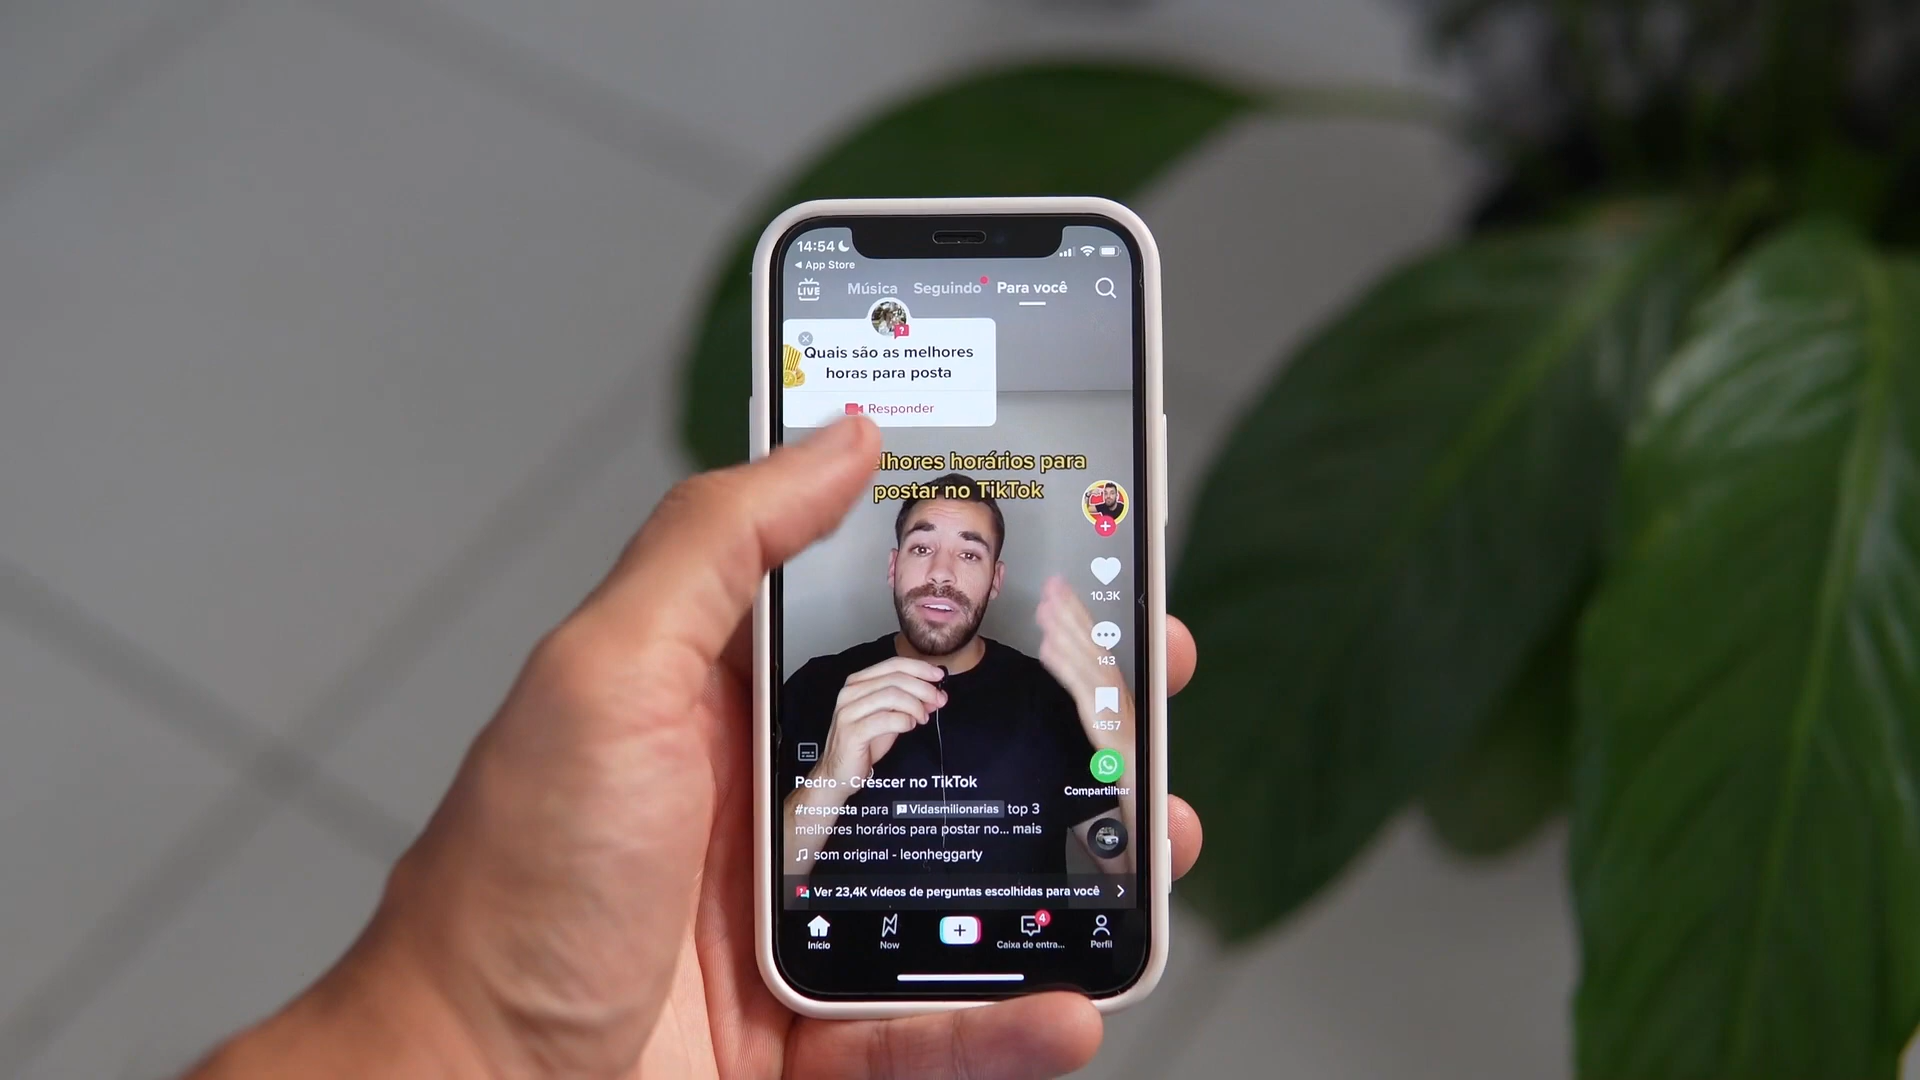 14:54
App Store
LIVE
Música Seguindo Para você
Quais são as melhores
horas para posta
Responder
elhores horários para
postar no TikTok
10,3K
143
4557
Compartilhar
Pedro - Crescer no TikTok
#resposta para Vidasmilionarias top 3
melhores horários para postar no... mais
som original - leonheggarty
Ver 23,4K vídeos de perguntas escolhidas para você
4
Início Now Caixa de entra... Perfil